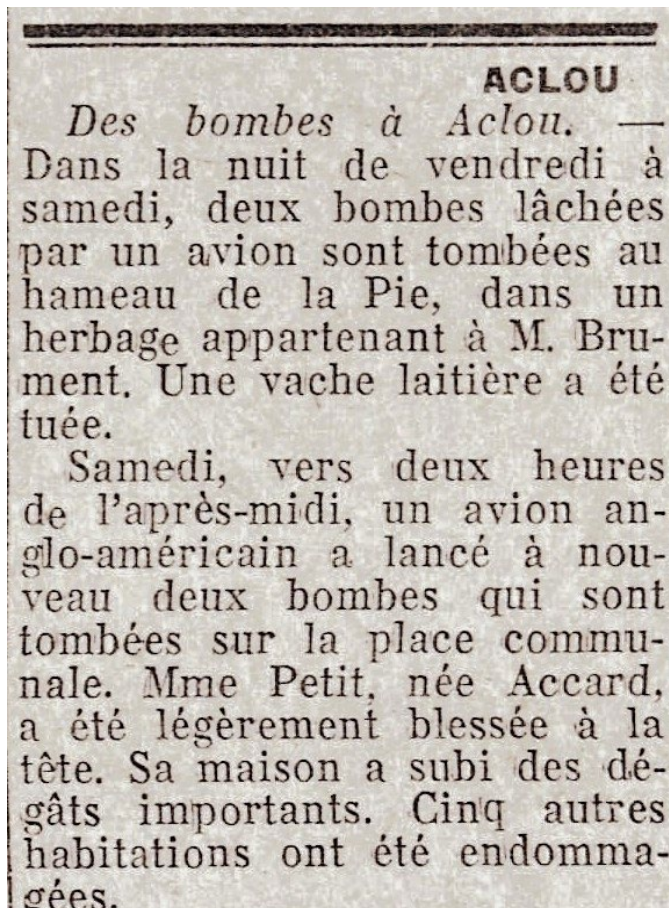 ACLOU
Des bombes à Aclou. —
Dans la nuit de vendredi à
samedi, deux bombes lâchées
par un avion sont tombées au
hameau de la Pie, dans un
herbage appartenant à M. Bru-
ment. Une vache laitière a été
tuée.
Samedi, vers deux heures
de l'après-midi, un avion an-
glo-américain a lancé à nou-
veau deux bombes qui sont
tombées sur la place commu-
nale. Mme Petit, née Accard,
a été légèrement blessée à la
tête. Sa maison a subi des dé-
gâts importants. Cinq autres
habitations ont été endomma-
gées.